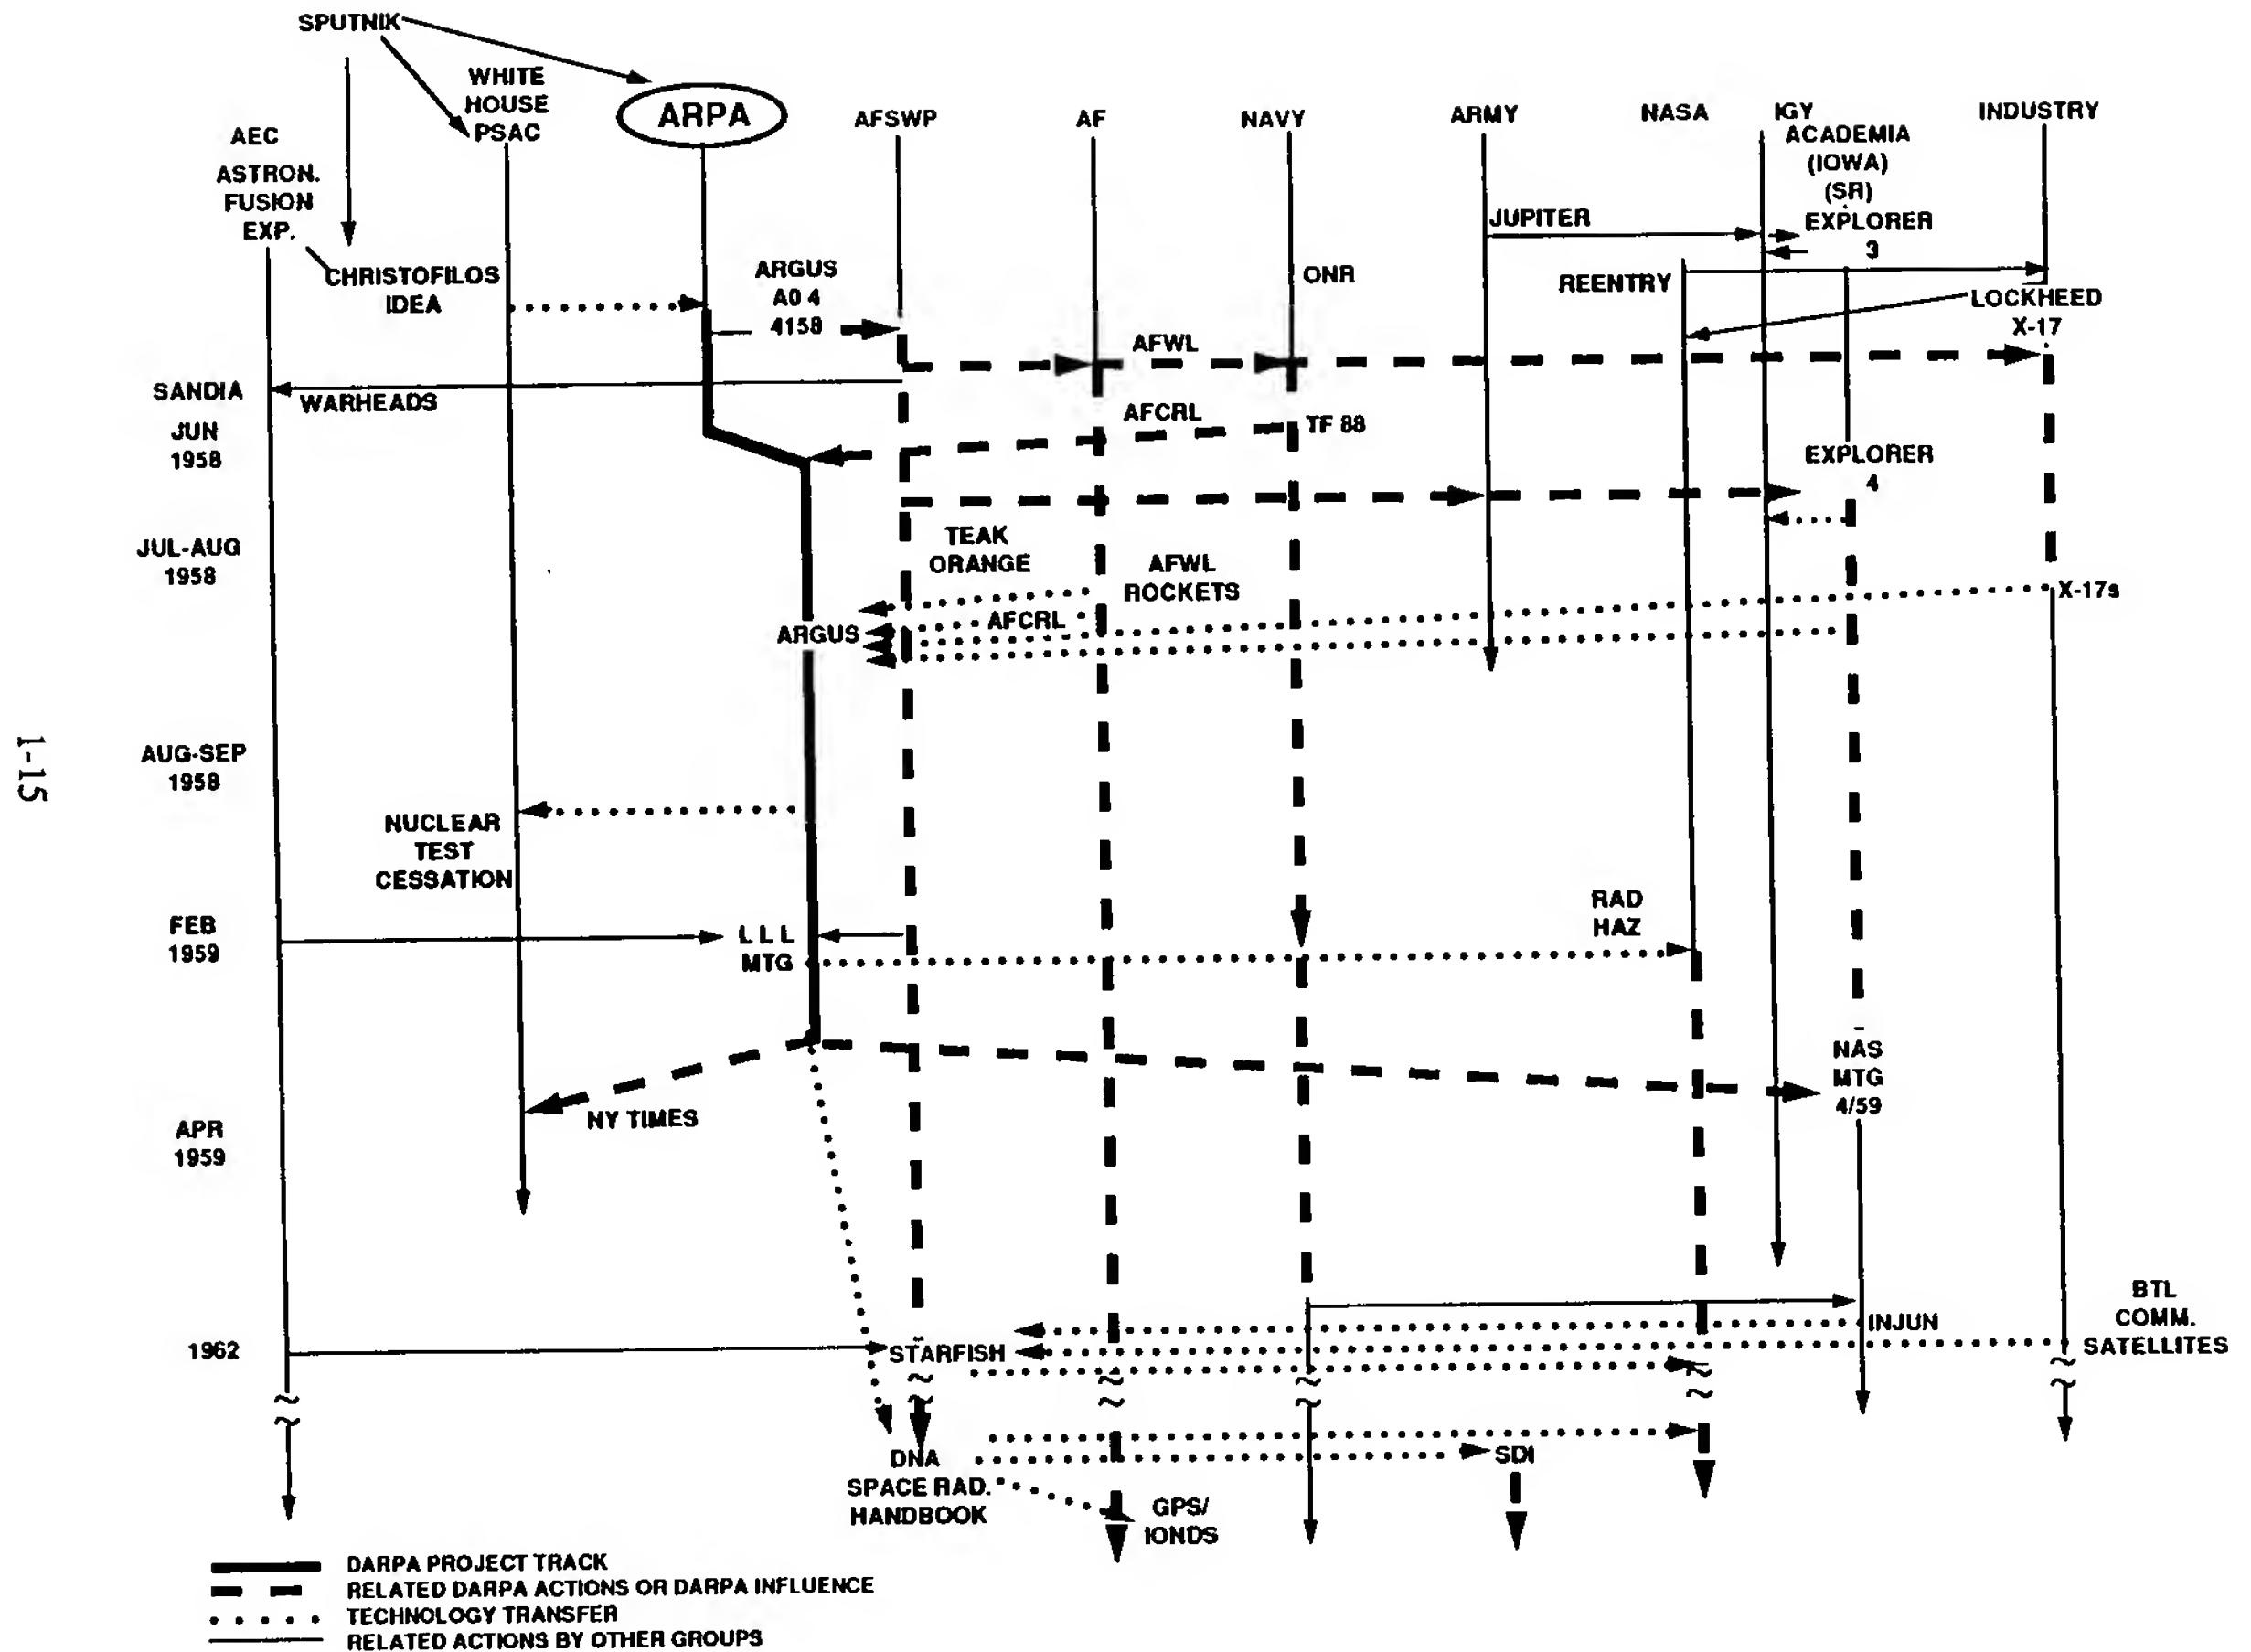 SPUTNIK
WHITE
HOUSE
PSAC
ARPA
AEC
ASTRON.
FUSION
EXP.
AFSWP
AF
NAVY
ARMY
NASA
IGY
ACADEMIA
(IOWA)
(SR)
EXPLORER
3
INDUSTRY
JUPITER
CHRISTOFILOS
IDEA
ARGUS
A0 4
4158
ONR
REENTRY
LOCKHEED
X-17
AFWL
SANDIA
WARHEADS
AFCRL
TF 88
JUN
1958
EXPLORER
4
TEAK
ORANGE
JUL-AUG
1958
AFWL
ROCKETS
X-17s
AFCRL
ARGUS
1-15
AUG-SEP
1958
NUCLEAR
TEST
CESSATION
RAD
HAZ
FEB
1959
L L L
MTG
NAS
MTG
4/59
NY TIMES
APR
1959
BTL
COMM.
SATELLITES
INJUN
1962
STARFISH
DNA
SPACE RAD.
HANDBOOK
SDI
GPS/
IONDS
DARPA PROJECT TRACK
RELATED DARPA ACTIONS OR DARPA INFLUENCE
TECHNOLOGY TRANSFER
RELATED ACTIONS BY OTHER GROUPS